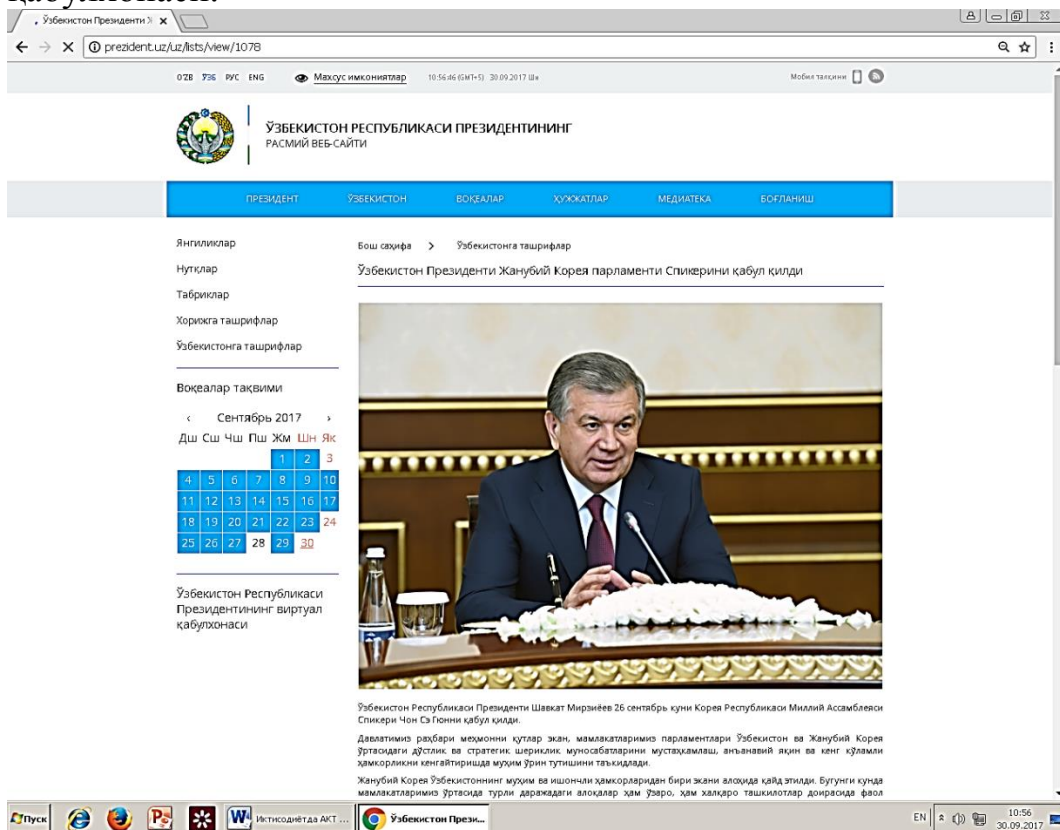 қабулхонаси.
Ўзбекистон Президенти Ж
prezident.uz/uz/lists/view/1078
O'ZB ЎЗБ РУС ENG Махсус имкониятлар 10:56:46 (GMT+5) 30.09.2017 Шн Мобил талқини
ЎЗБЕКИСТОН РЕСПУБЛИКАСИ ПРЕЗИДЕНТИНИНГ
РАСМИЙ ВЕБ-САЙТИ
ПРЕЗИДЕНТ ЎЗБЕКИСТОН ВОҚЕАЛАР ҲУЖЖАТЛАР МЕДИАТЕКА БОҒЛАНИШ
Янгиликлар
Нутқлар
Табриклар
Хорижга ташрифлар
Ўзбекистонга ташрифлар
Воқеалар тақвими
‹ Сентябрь 2017 ›
Дш Сш Чш Пш Жм Шн Як
1 2 3
4 5 6 7 8 9 10
11 12 13 14 15 16 17
18 19 20 21 22 23 24
25 26 27 28 29 30
Ўзбекистон Республикаси
Президентининг виртуал
қабулхонаси
Бош саҳифа > Ўзбекистонга ташрифлар
Ўзбекистон Президенти Жанубий Корея парламенти Спикерини қабул қилди
Ўзбекистон Республикаси Президенти Шавкат Мирзиёев 26 сентябрь куни Корея Республикаси Миллий Ассамблеяси
Спикери Чон Сэ Гюнни қабул қилди.
Давлатимиз раҳбари меҳмонни қутлар экан, мамлакатларимиз парламентлари Ўзбекистон ва Жанубий Корея
ўртасидаги дўстлик ва стратегик шериклик муносабатларини мустаҳкамлаш, анъанавий яқин ва кенг кўламли
ҳамкорликни кенгайтиришда муҳим ўрин тутишини таъкидлади.
Жанубий Корея Ўзбекистоннинг муҳим ва ишончли ҳамкорларидан бири экани алоҳида қайд этилди. Бугунги кунда
мамлакатларимиз ўртасида турли даражадаги алоқалар ҳам ўзаро, ҳам халқаро ташкилотлар доирасида фаол
Пуск Иктисодиётда АКТ ... Ўзбекистон Прези... EN 10:56
30.09.2017